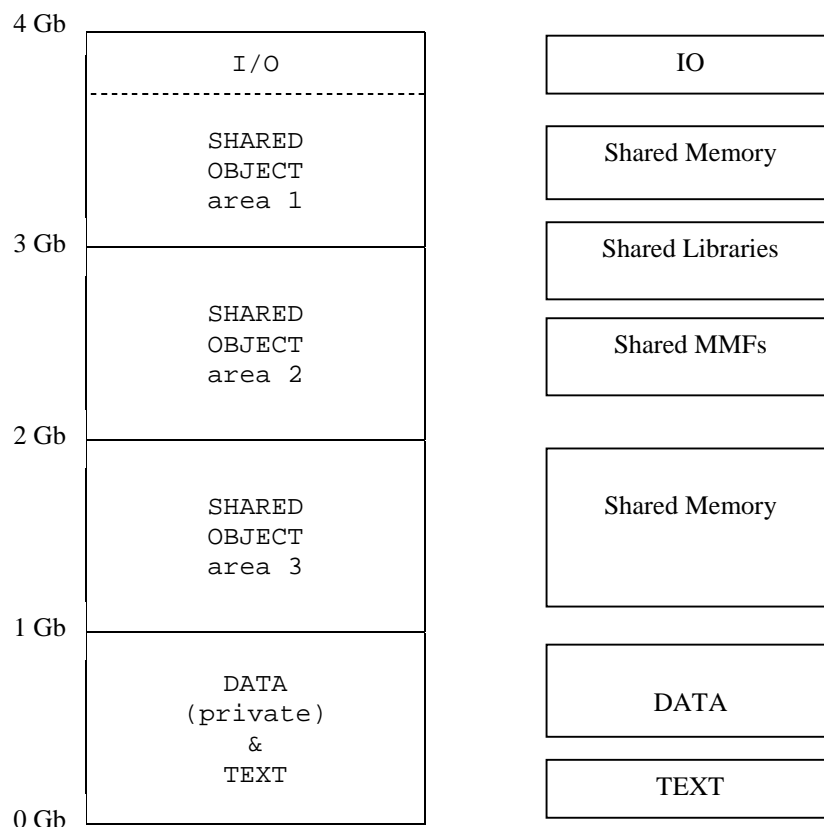 4 Gb
I/O
SHARED
OBJECT
area 1
3 Gb
SHARED
OBJECT
area 2
2 Gb
SHARED
OBJECT
area 3
1 Gb
DATA
(private)
&
TEXT
0 Gb
IO
Shared Memory
Shared Libraries
Shared MMFs
Shared Memory
DATA
TEXT